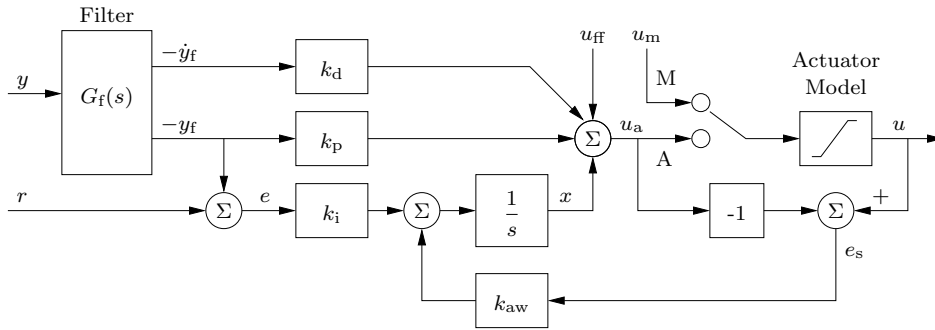 Filter
y
G_f(s)
−ẏ_f
−y_f
k_d
k_p
r
Σ
e
k_i
Σ
1/s
x
k_aw
u_ff
Σ
u_a
u_m
M
A
Actuator
Model
u
-1
Σ
+
e_s